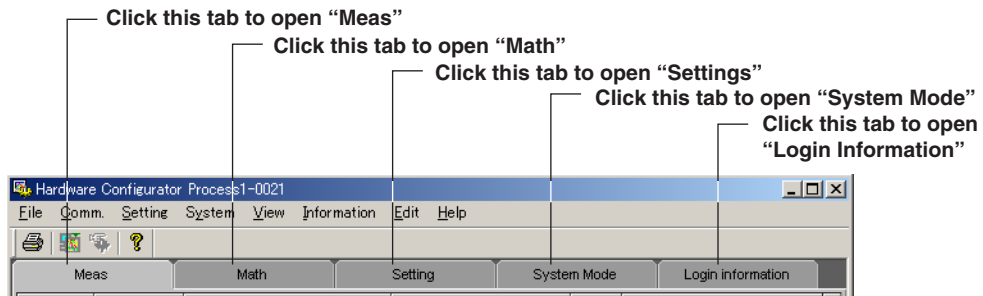 Click this tab to open “Meas”
Click this tab to open “Math”
Click this tab to open “Settings”
Click this tab to open “System Mode”
Click this tab to open
“Login Information”
Hardware Configurator Process1-0021
File Comm. Setting System View Information Edit Help
Meas Math Setting System Mode Login information